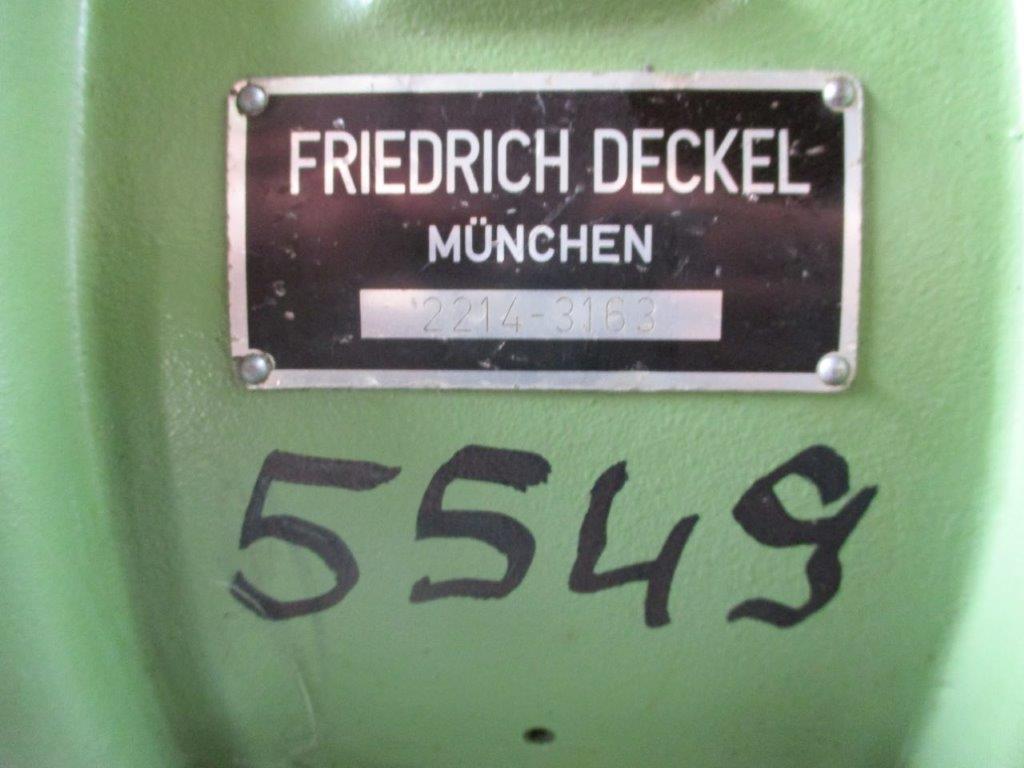 FRIEDRICH DECKEL
MÜNCHEN
2214-3163
5549